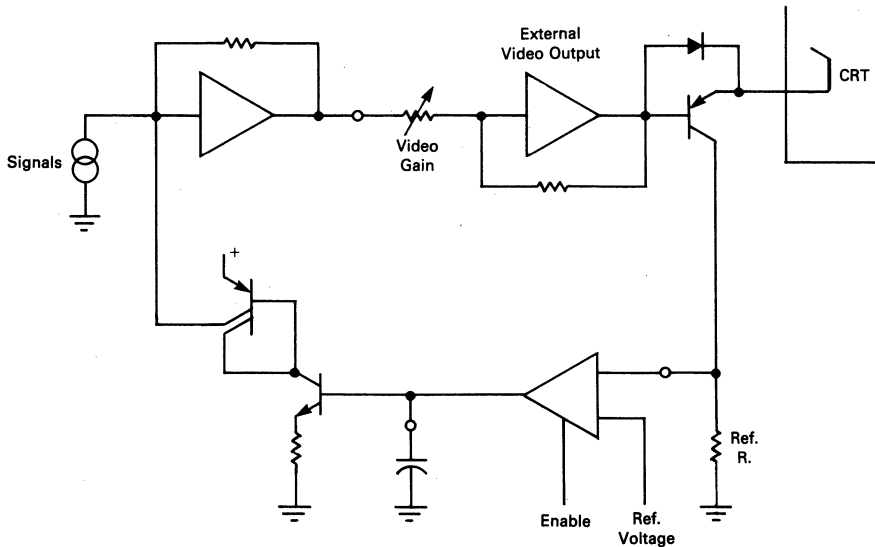 External
Video Output
CRT
Signals
Video
Gain
+
Ref.
R.
Enable
Ref.
Voltage